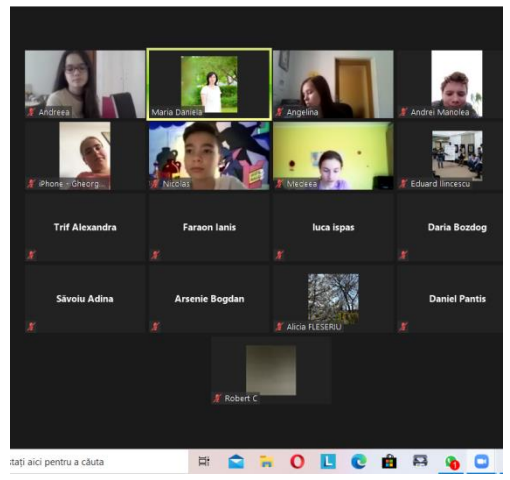 Andreea
Maria Daniela
Angelina
Andrei Manolea
iPhone - Gheorg...
Nicolas
Medeea
Eduard Ilincescu
Trif Alexandra
Faraon Ianis
luca ispas
Daria Bozdog
Săvoiu Adina
Arsenie Bogdan
Alicia FLESERIU
Daniel Pantis
Robert C
stați aici pentru a căuta
L